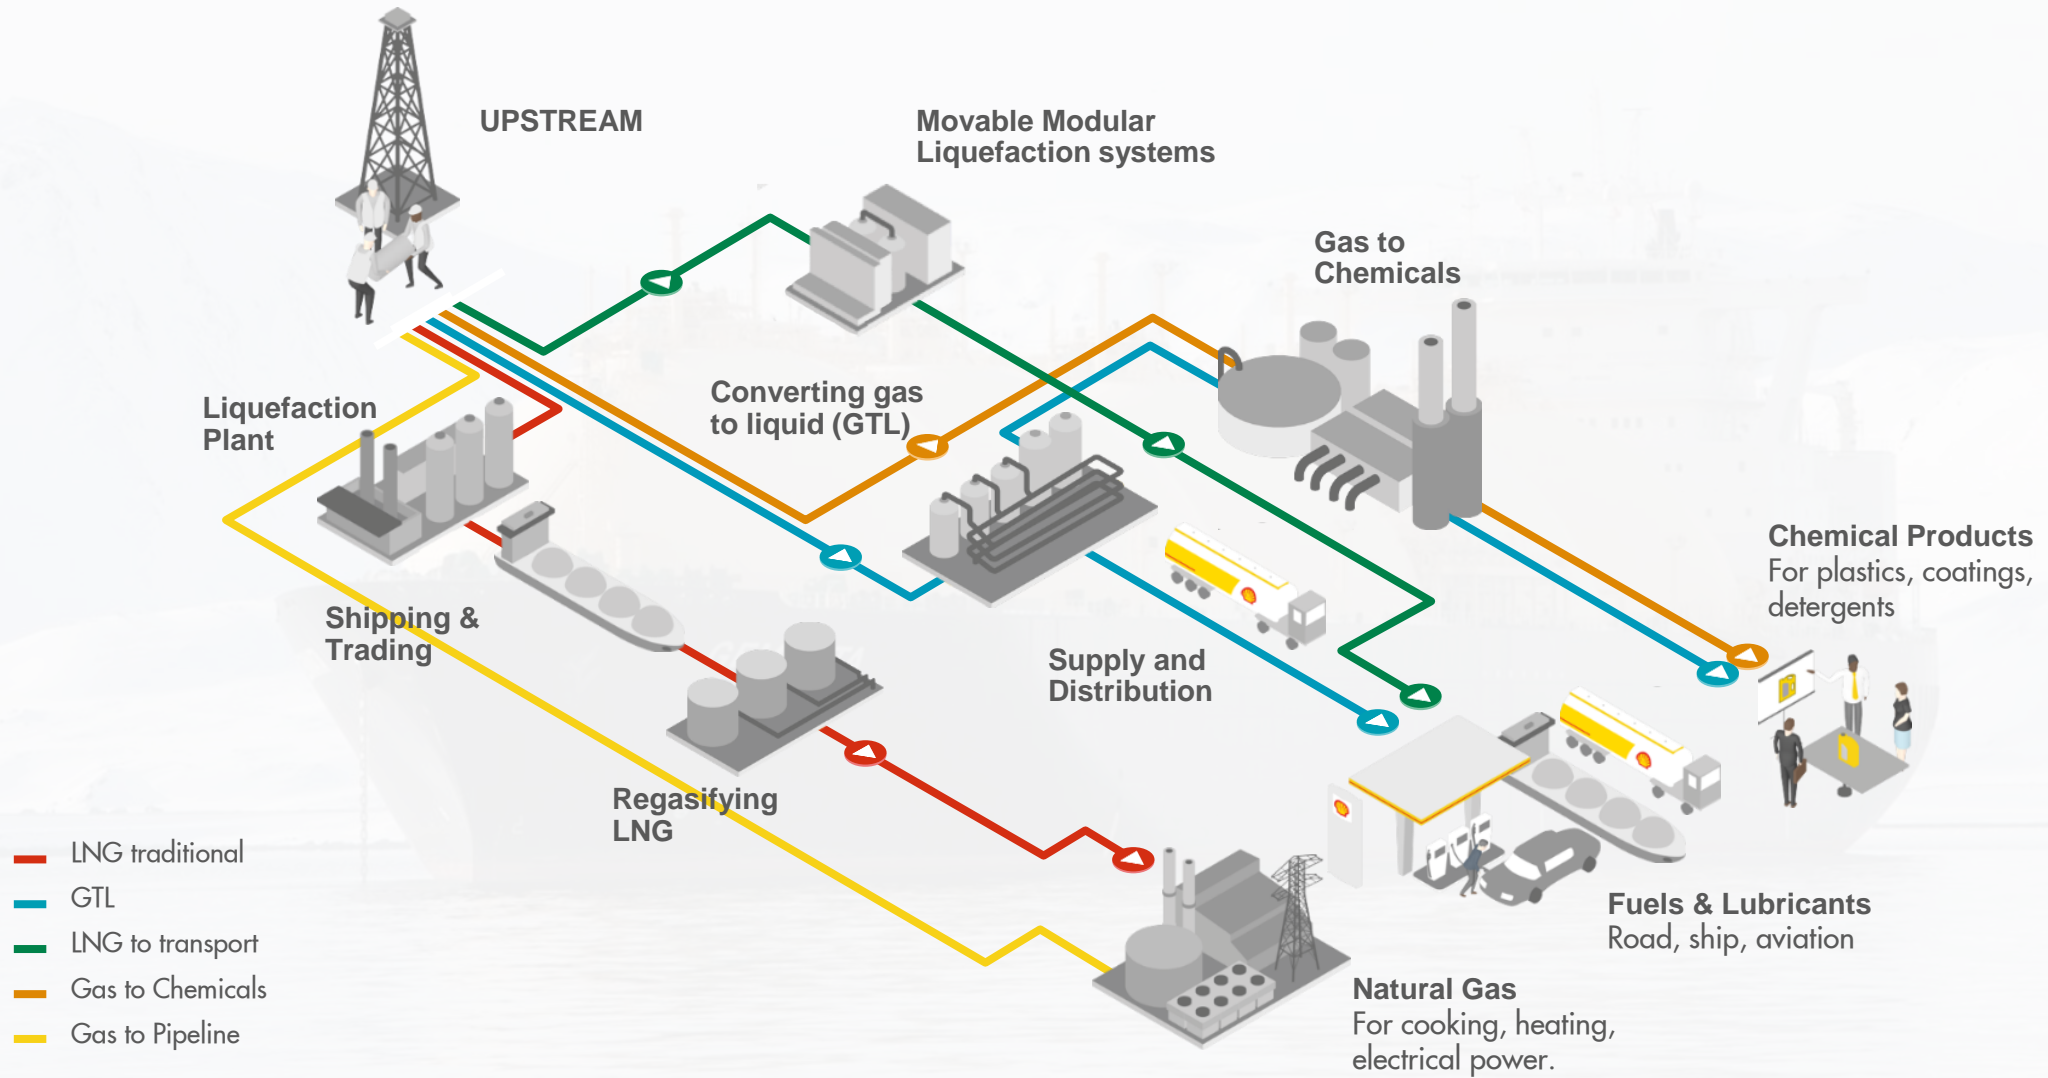 UPSTREAM
Movable Modular
Liquefaction systems
Gas to
Chemicals
Converting gas
to liquid (GTL)
Liquefaction
Plant
Chemical Products
For plastics, coatings,
detergents
Shipping &
Trading
Supply and
Distribution
Regasifying
LNG
Fuels & Lubricants
Road, ship, aviation
Natural Gas
For cooking, heating,
electrical power.
LNG traditional
GTL
LNG to transport
Gas to Chemicals
Gas to Pipeline